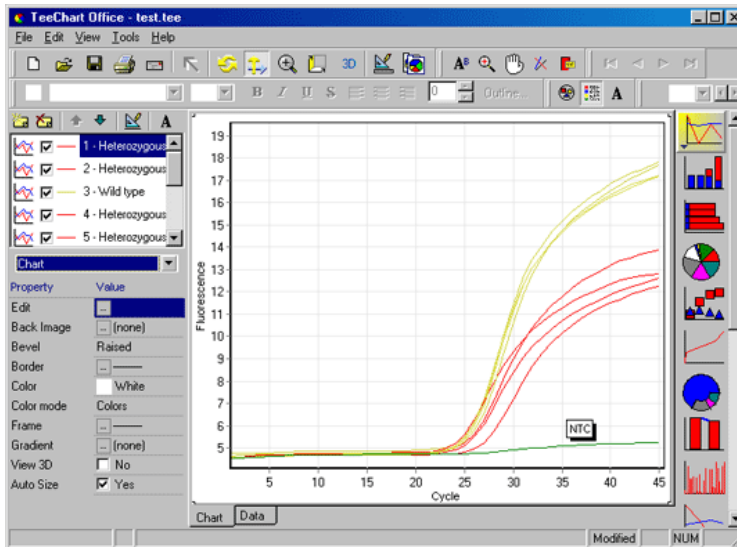 TeeChart Office - test.tee
File Edit View Tools Help
3D
B I U S 0 Outline...
A
1 - Heterozygous
2 - Heterozygous
3 - Wild type
4 - Heterozygous
5 - Heterozygous
Chart
Property Value
Edit ...
Back Image ... (none)
Bevel Raised
Border ...
Color White
Color mode Colors
Frame ...
Gradient ... (none)
View 3D No
Auto Size Yes
Fluorescence
19
18
17
16
15
14
13
12
11
10
9
8
7
6
5
NTC
5 10 15 20 25 30 35 40 45
Cycle
Chart Data
Modified NUM